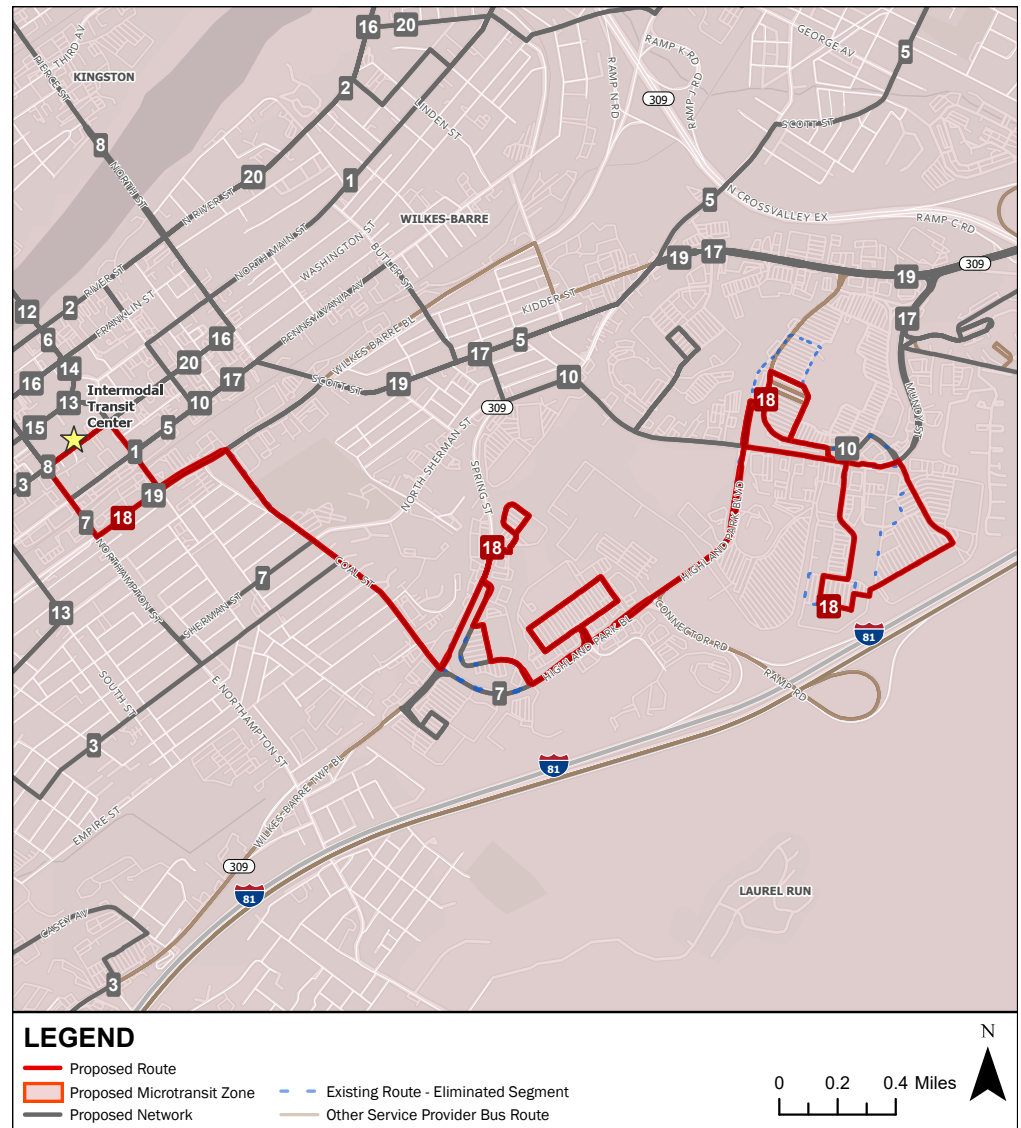 16
20
THIRD AV
KINGSTON
PIERCE ST
2
LINDEN ST
RAMP K RD
RAMP J RD
RAMP N RD
309
GEORGE AV
5
SCOTT ST
8
NORTH ST
20
N RIVER ST
1
WILKES-BARRE
5
N CROSSVALLEY EX
RAMP C RD
NORTH MAIN ST
WASHINGTON ST
BUTLER ST
19
17
19
309
12
2
RIVER ST
FRANKLIN ST
6
PENNSYLVANIA AV
KIDDER ST
17
16
20
14
16
WILKES BARRE BL
17
5
SCOTT ST
19
10
17
10
MUNDY ST
Intermodal
Transit
Center
13
15
5
309
18
1
8
3
NORTH SHERMAN ST
SPRING ST
10
19
18
7
HIGHLAND PARK BLVD
NORTHAMPTON ST
COAL ST
18
7
SHERMAN ST
13
CONNECTOR RD
HIGHLAND PARK BL
18
81
RAMP RD
SOUTH ST
E NORTHAMPTON ST
7
3
81
WILKES-BARRE TWP BL
EMPIRE ST
309
81
LAUREL RUN
CASEY AV
3
LEGEND
Proposed Route
Proposed Microtransit Zone
Proposed Network
Existing Route - Eliminated Segment
Other Service Provider Bus Route
0 0.2 0.4 Miles
N